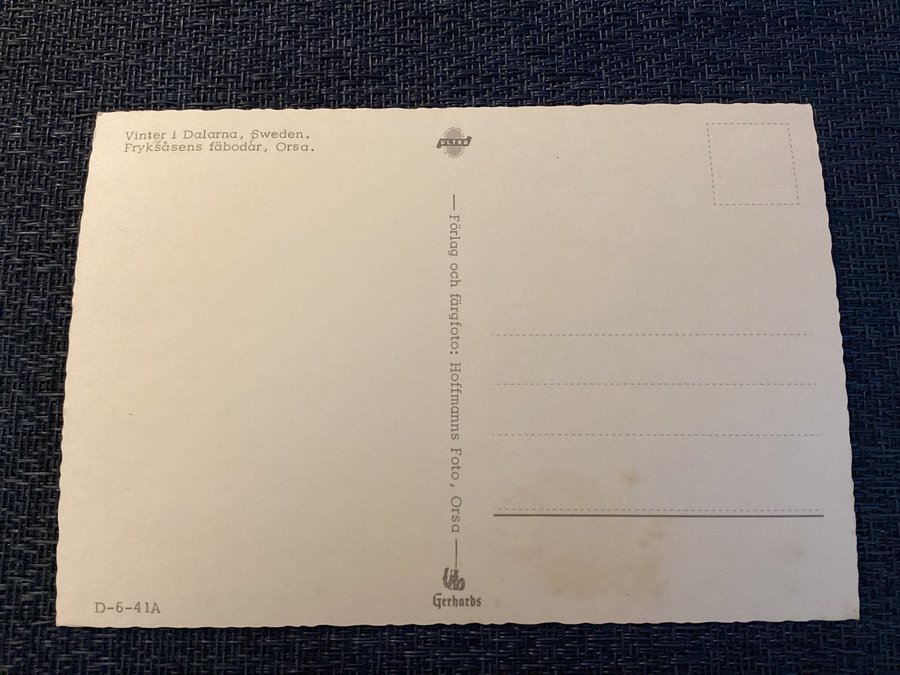 Vinter i Dalarna, Sweden.
Fryksåsens fäbodar, Orsa.
ULTRA
Förlag och färgfoto: Hoffmanns Foto, Orsa
Gerhards
D-6-41A